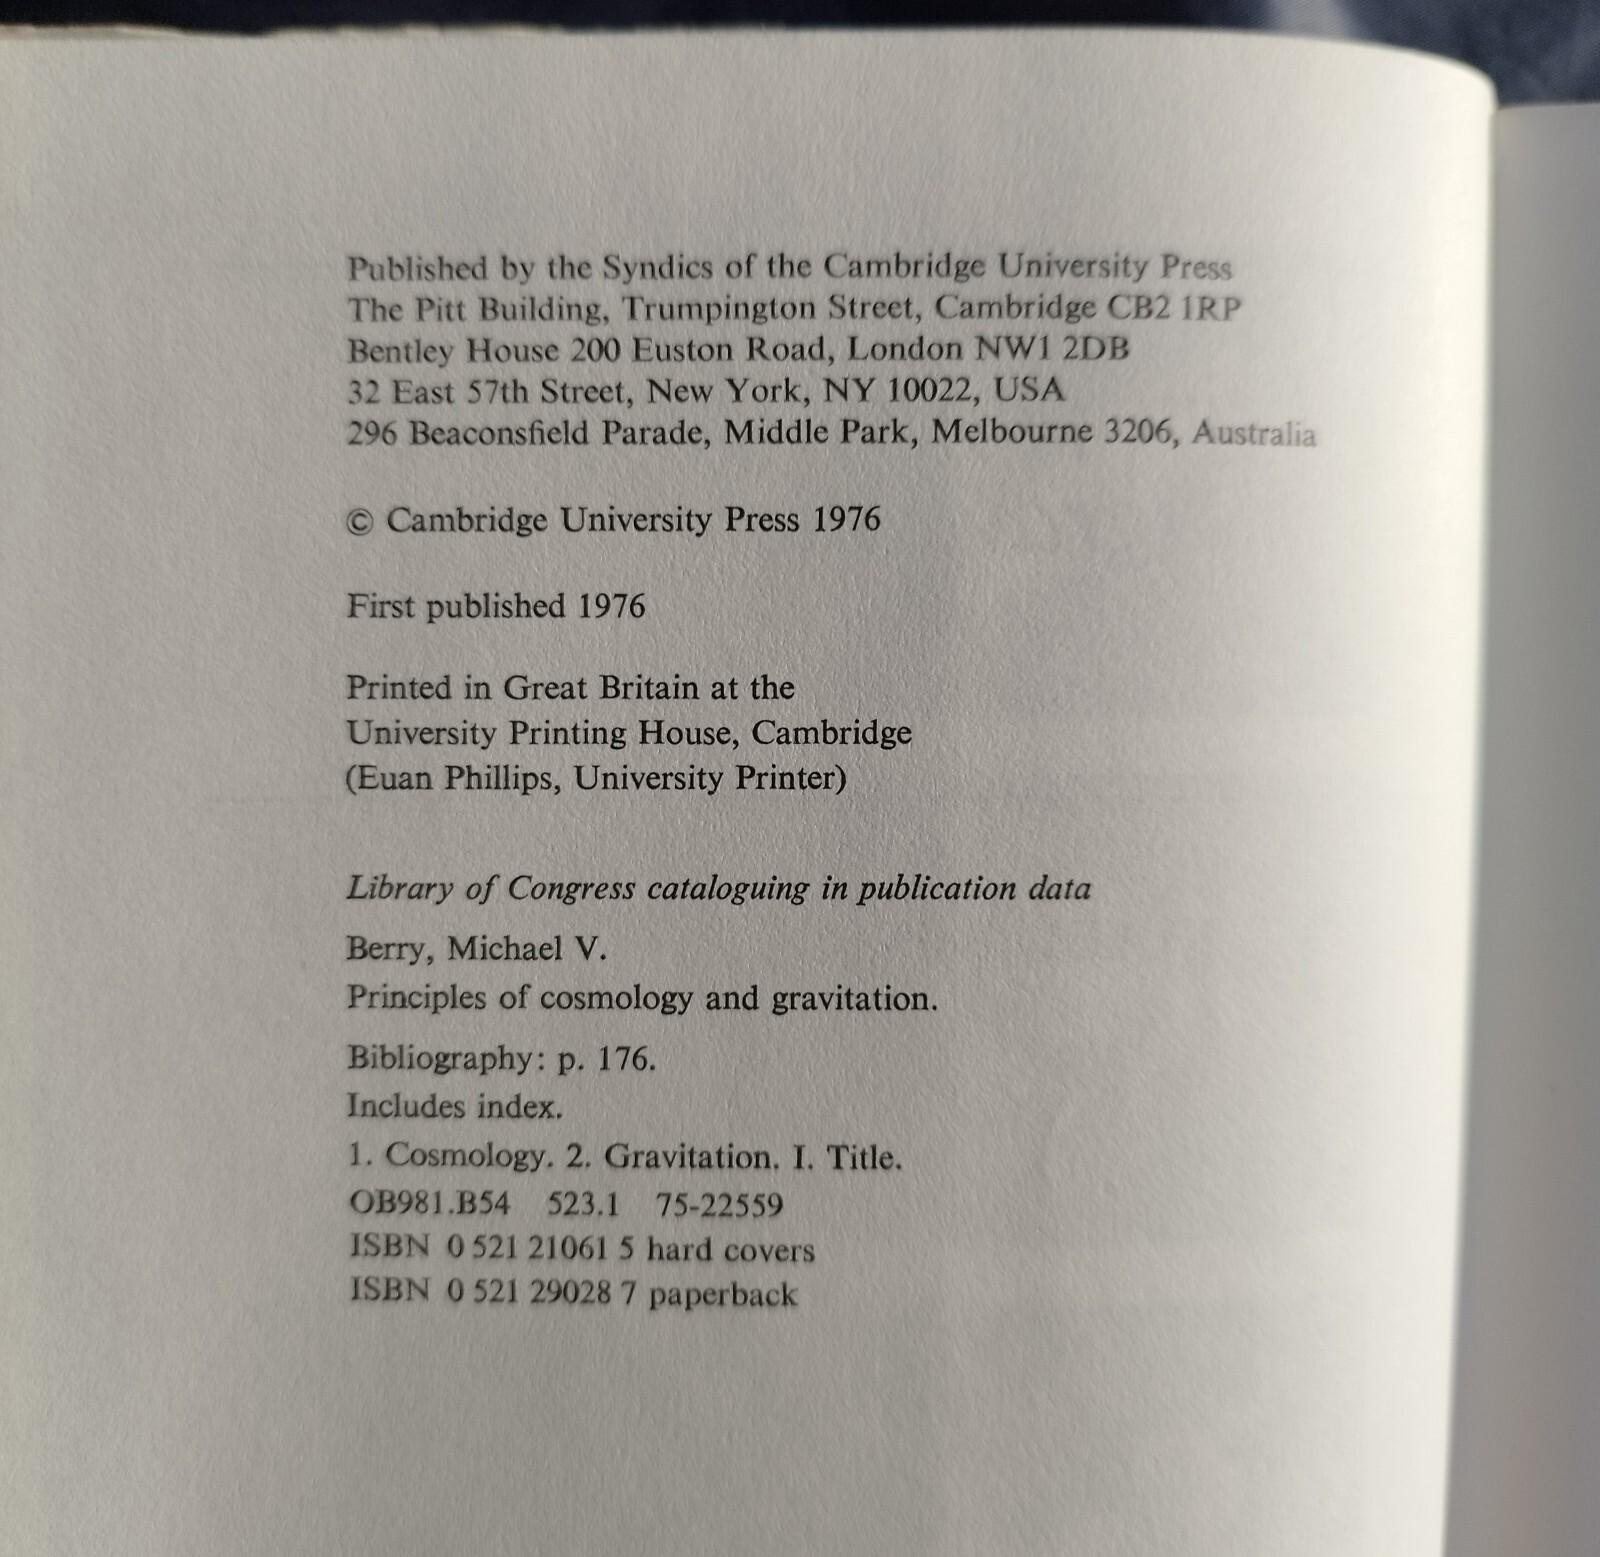 Published by the Syndics of the Cambridge University Press
The Pitt Building, Trumpington Street, Cambridge CB2 1RP
Bentley House 200 Euston Road, London NW1 2DB
32 East 57th Street, New York, NY 10022, USA
296 Beaconsfield Parade, Middle Park, Melbourne 3206, Australia
© Cambridge University Press 1976
First published 1976
Printed in Great Britain at the
University Printing House, Cambridge
(Euan Phillips, University Printer)
Library of Congress cataloguing in publication data
Berry, Michael V.
Principles of cosmology and gravitation.
Bibliography: p. 176.
Includes index.
1. Cosmology. 2. Gravitation. I. Title.
OB981.B54 523.1 75-22559
ISBN 0 521 21061 5 hard covers
ISBN 0 521 29028 7 paperback